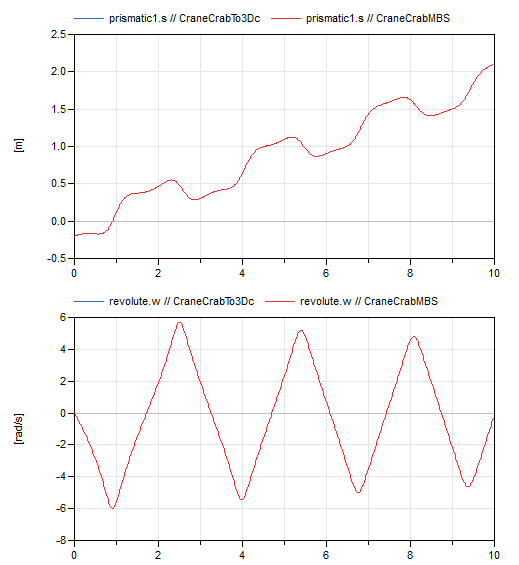 prismatic1.s // CraneCrabTo3Dc prismatic1.s // CraneCrabMBS
2.5
2.0
1.5
[m]
1.0
0.5
0.0
-0.5
0 2 4 6 8 10
revolute.w // CraneCrabTo3Dc revolute.w // CraneCrabMBS
6
4
2
0
[rad/s]
-2
-4
-6
-8
0 2 4 6 8 10